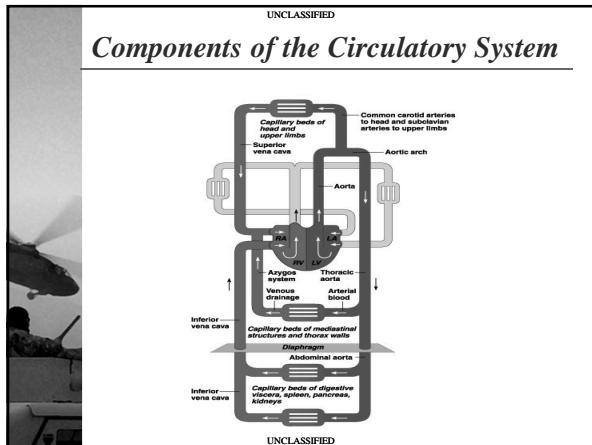 UNCLASSIFIED
Components of the Circulatory System
Capillary beds of
head and
upper limbs
Common carotid arteries
to head and subclavian
arteries to upper limbs
Superior
vena cava
Aortic arch
Aorta
RA
LA
RV
LV
Azygos
system
Thoracic
aorta
Venous
drainage
Arterial
blood
Inferior
vena cava
Capillary beds of mediastinal
structures and thorax walls
Diaphragm
Abdominal aorta
Inferior
vena cava
Capillary beds of digestive
viscera, spleen, pancreas,
kidneys
UNCLASSIFIED